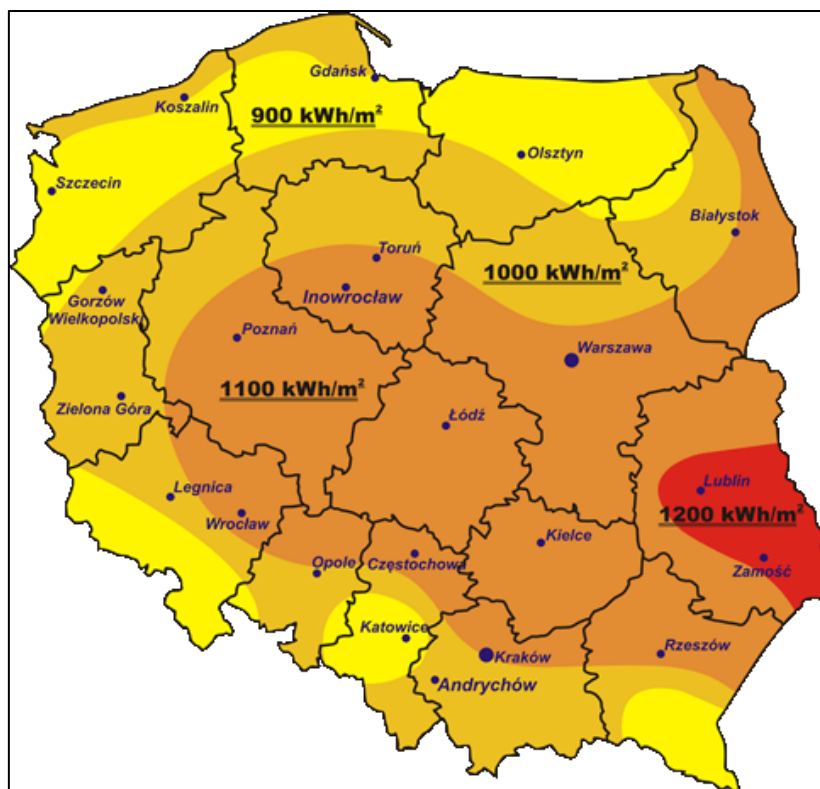 Gdańsk
Koszalin
900 kWh/m²
Olsztyn
Szczecin
Białystok
Toruń
1000 kWh/m²
Gorzów
Wielkopolski
Inowrocław
Poznań
Warszawa
1100 kWh/m²
Zielona Góra
Łódź
Legnica
Lublin
Wrocław
1200 kWh/m²
Kielce
Opole
Częstochowa
Zamość
Katowice
Kraków
Rzeszów
Andrychów